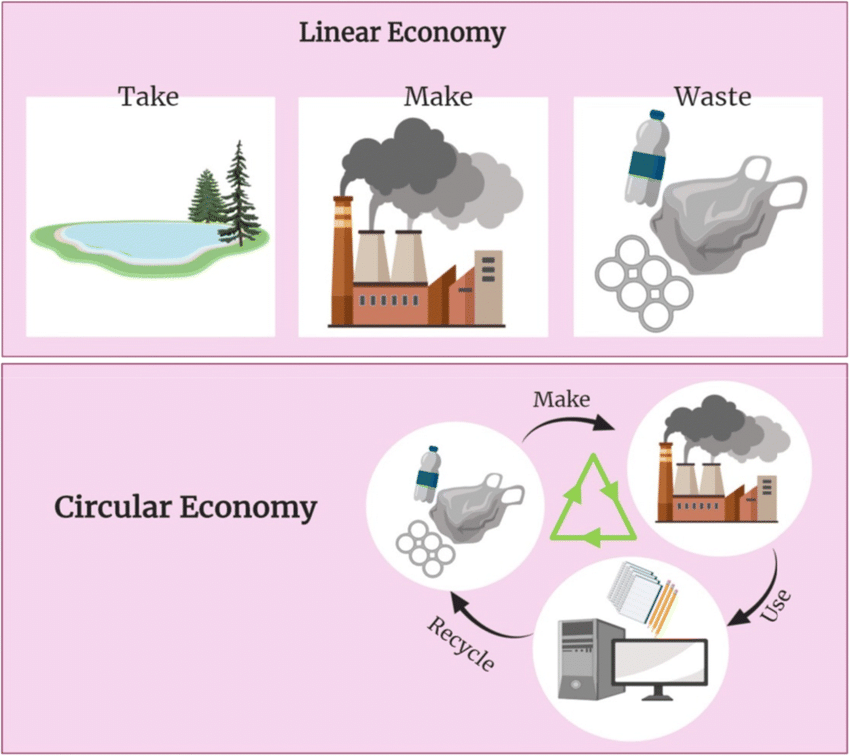 Linear Economy
Take
Make
Waste
Make
Circular Economy
Use
Recycle